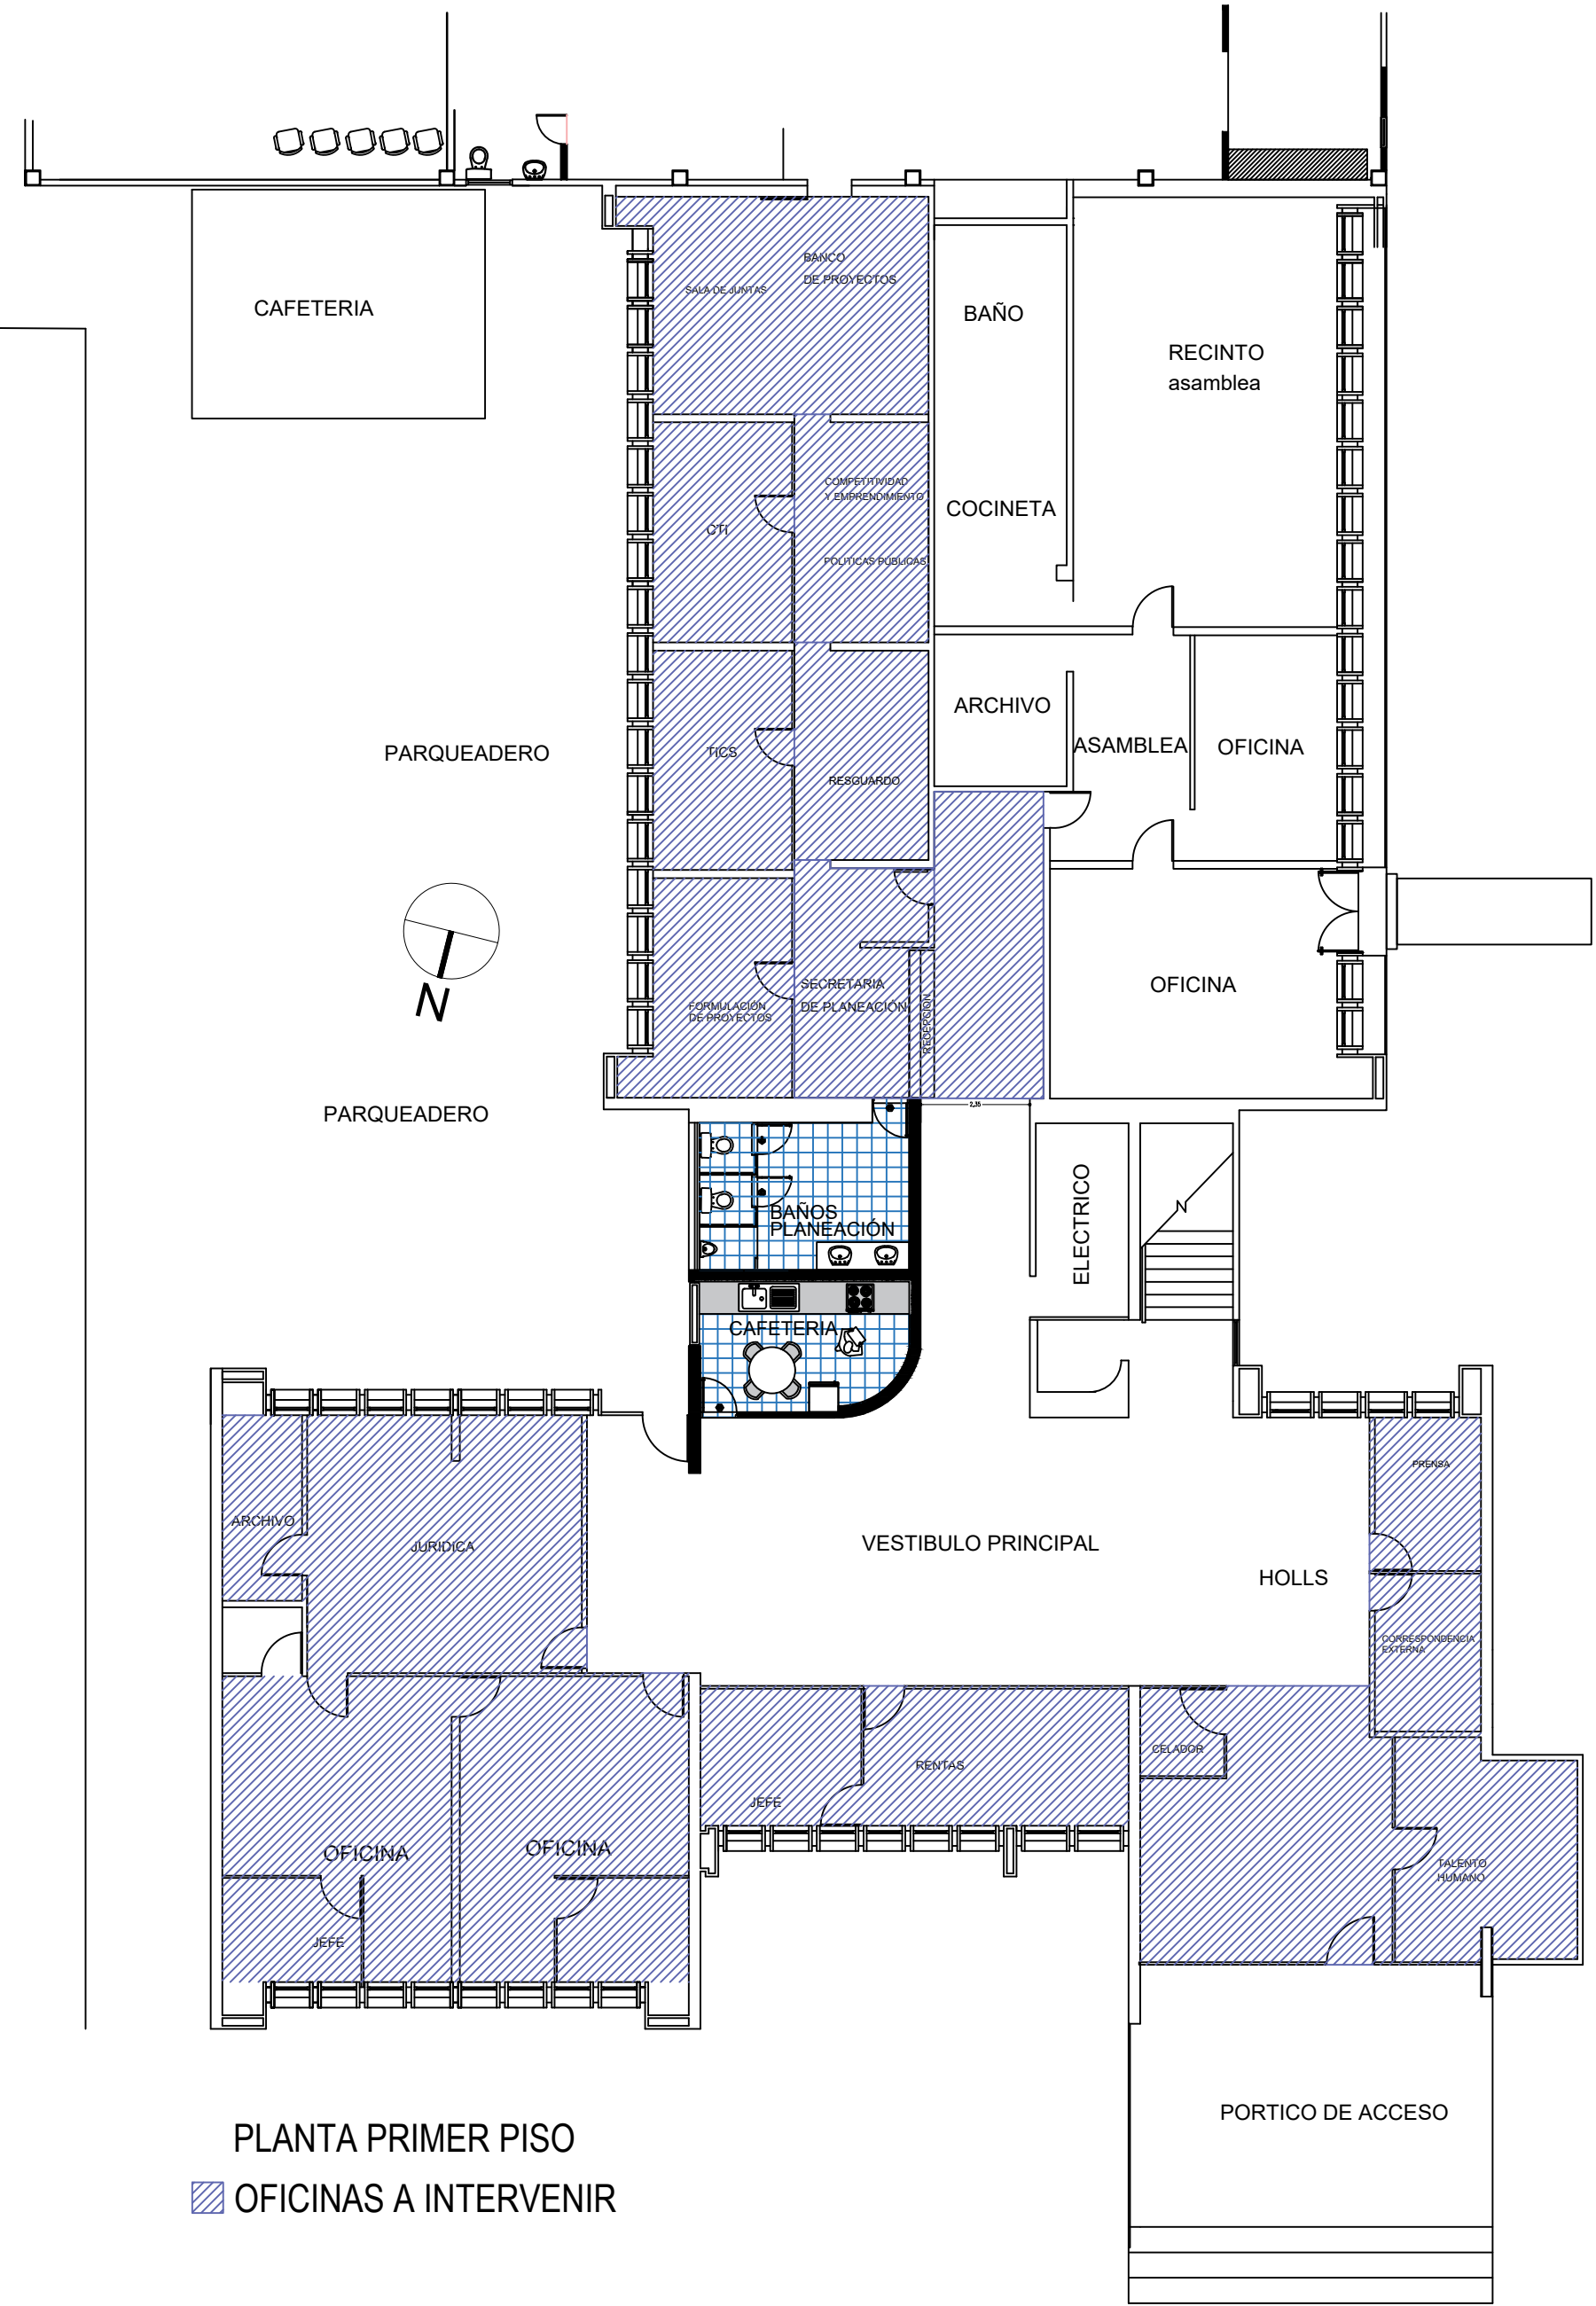 BANCO
DE PROYECTOS
SALA DE JUNTAS
CAFETERIA
BAÑO
RECINTO
asamblea
COMPETITIVIDAD
Y EMPRENDIMIENTO
COCINETA
CTI
POLITICAS PÚBLICAS
ARCHIVO
ASAMBLEA
OFICINA
PARQUEADERO
TICS
RESGUARDO
N
SECRETARIA
DE PLANEACIÓN
FORMULACIÓN
DE PROYECTOS
RECEPCION
OFICINA
PARQUEADERO
2,35
BAÑOS
PLANEACIÓN
ELECTRICO
N
CAFETERIA
PRENSA
ARCHIVO
JURIDICA
VESTIBULO PRINCIPAL
HOLLS
CORRESPONDENCIA
EXTERNA
CELADOR
RENTAS
JEFE
OFICINA
OFICINA
TALENTO
HUMANO
JEFE
PORTICO DE ACCESO
PLANTA PRIMER PISO
OFICINAS A INTERVENIR